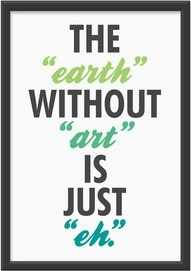 THE
“earth”
WITHOUT
“art”
IS
JUST
“eh.”